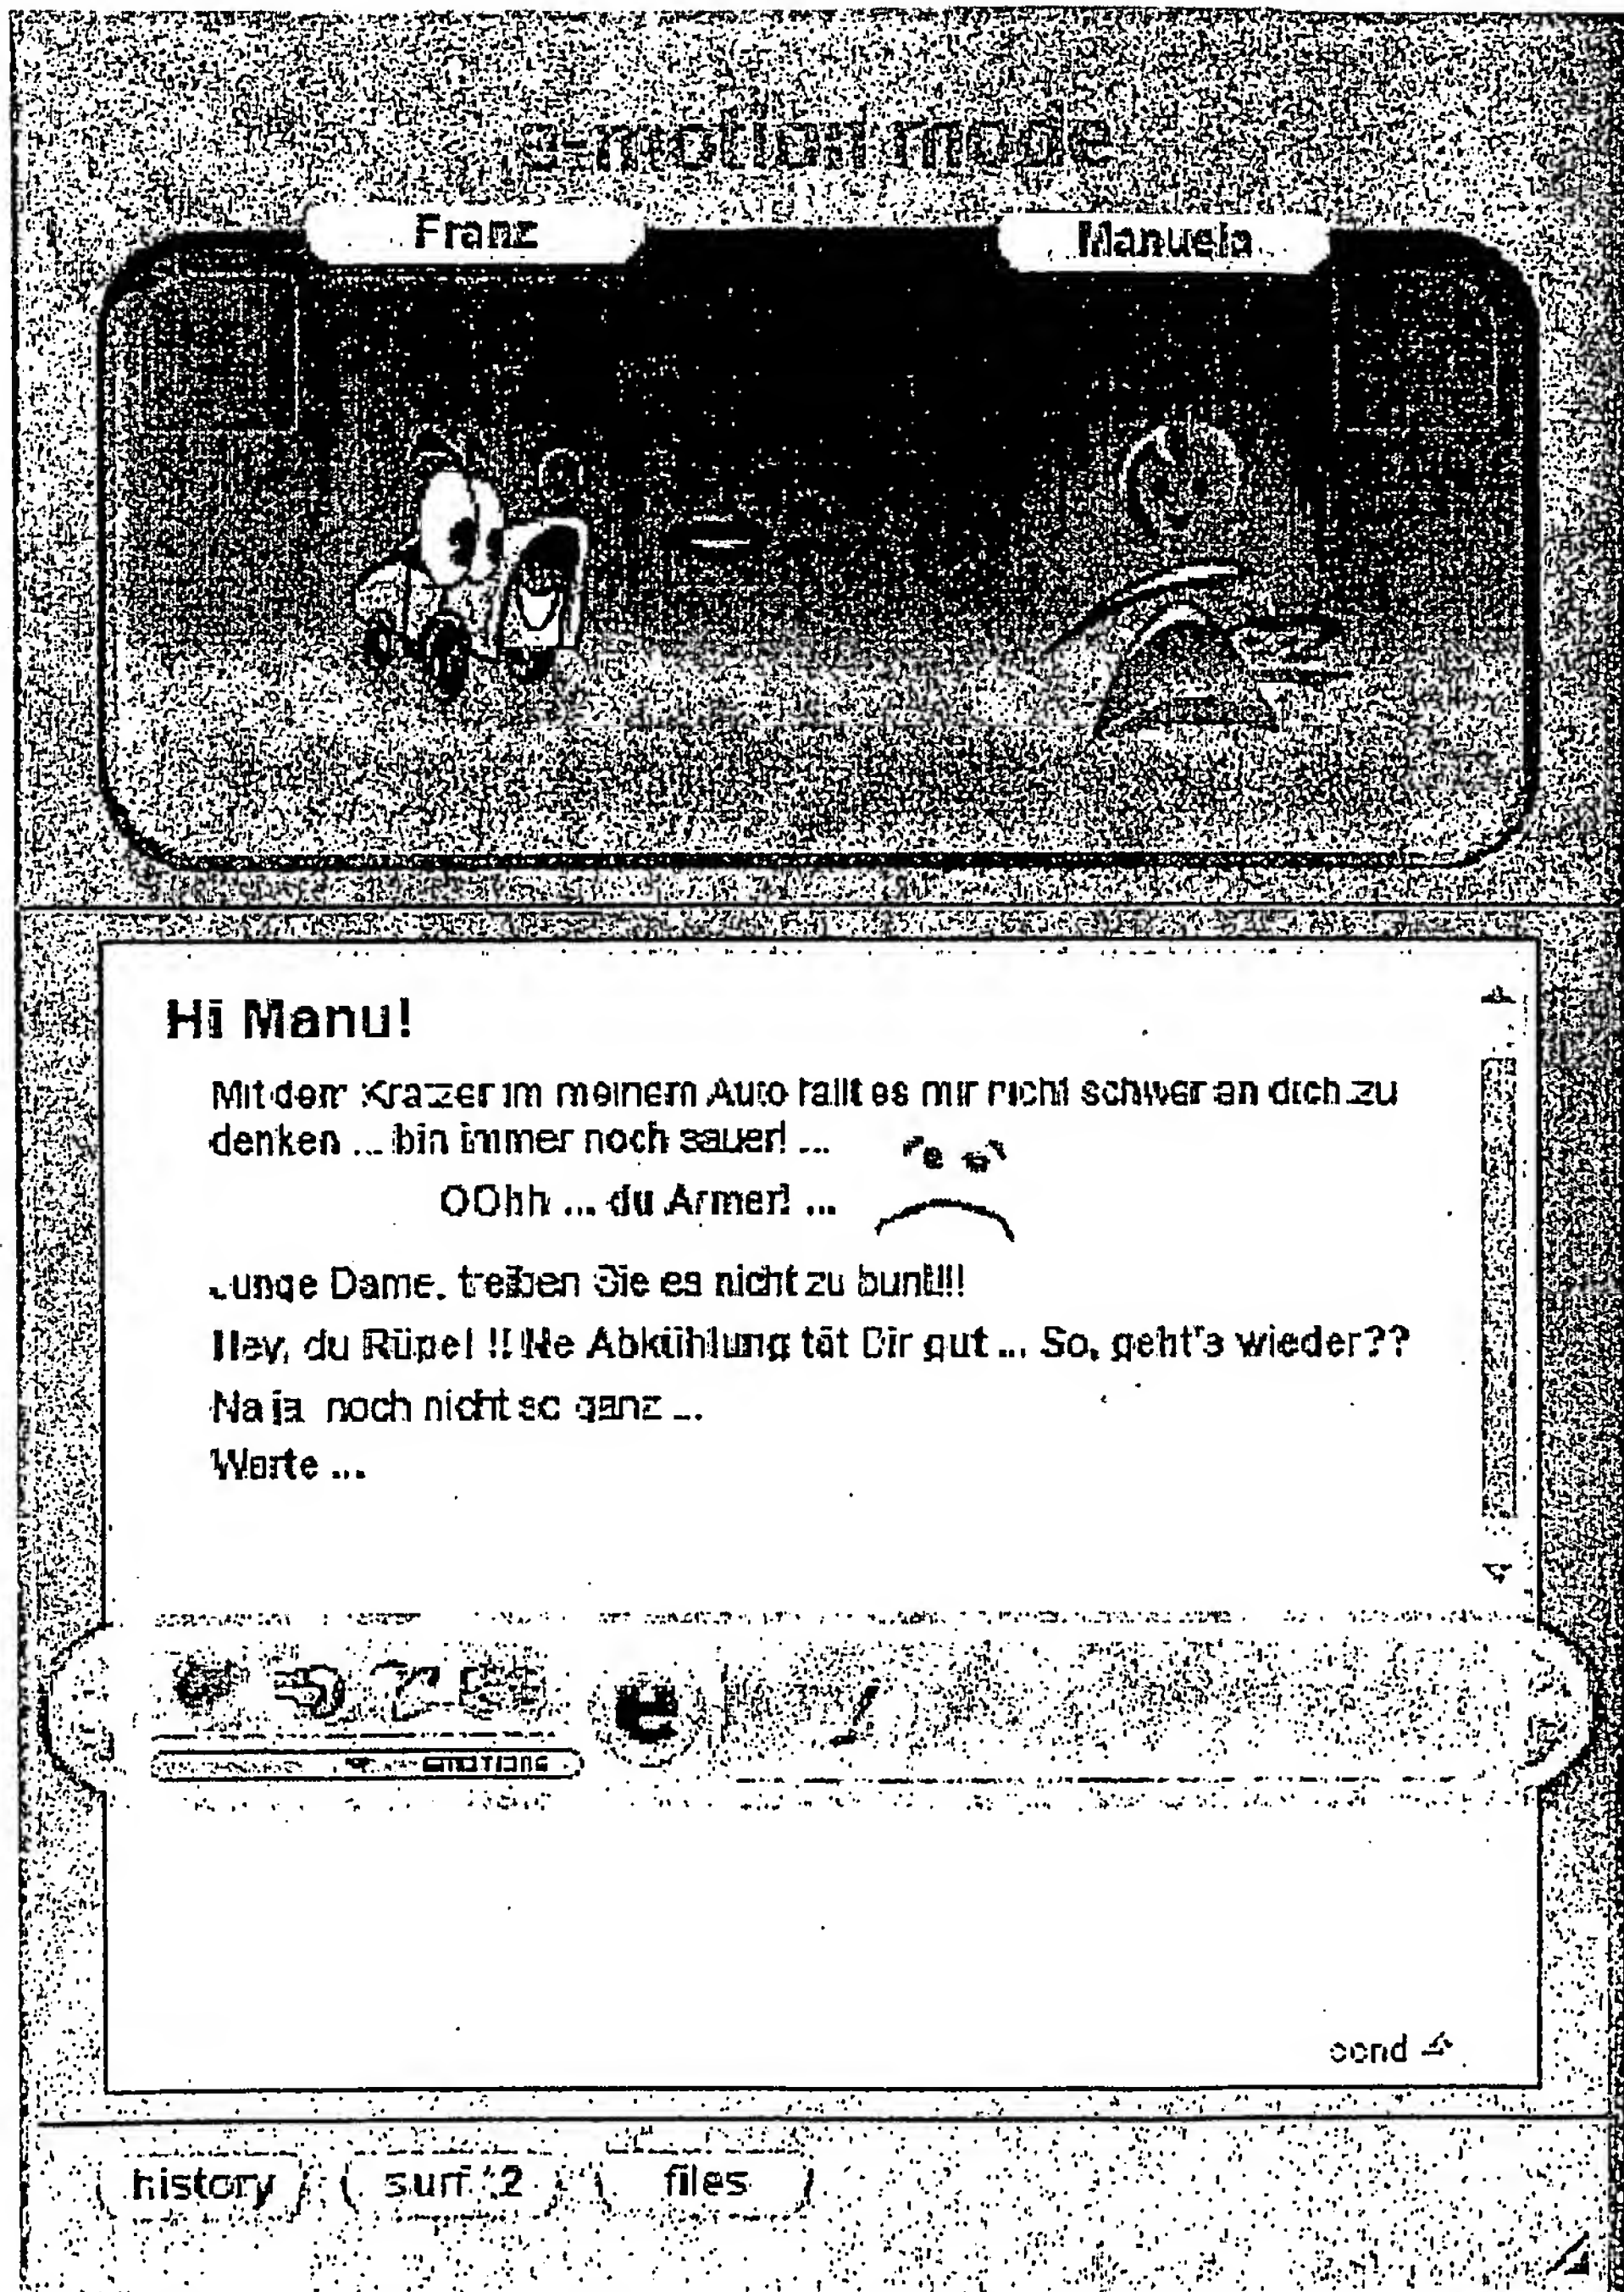 e-motion mode
Franz Manuela
Hi Manu!
Mit dem Kratzer im meinem Auto fällt es mir nicht schwer an dich zu
denken ... bin immer noch sauer! ...
OOhh ... du Armer! ...
Junge Dame, treiben Sie es nicht zu bunt!!!
Hey, du Rüpel !! Ne Abkühlung tät Dir gut ... So, geht's wieder??
Na ja noch nicht so ganz ...
Warte ...
e
EMOTIONS
send
history surf*2 files